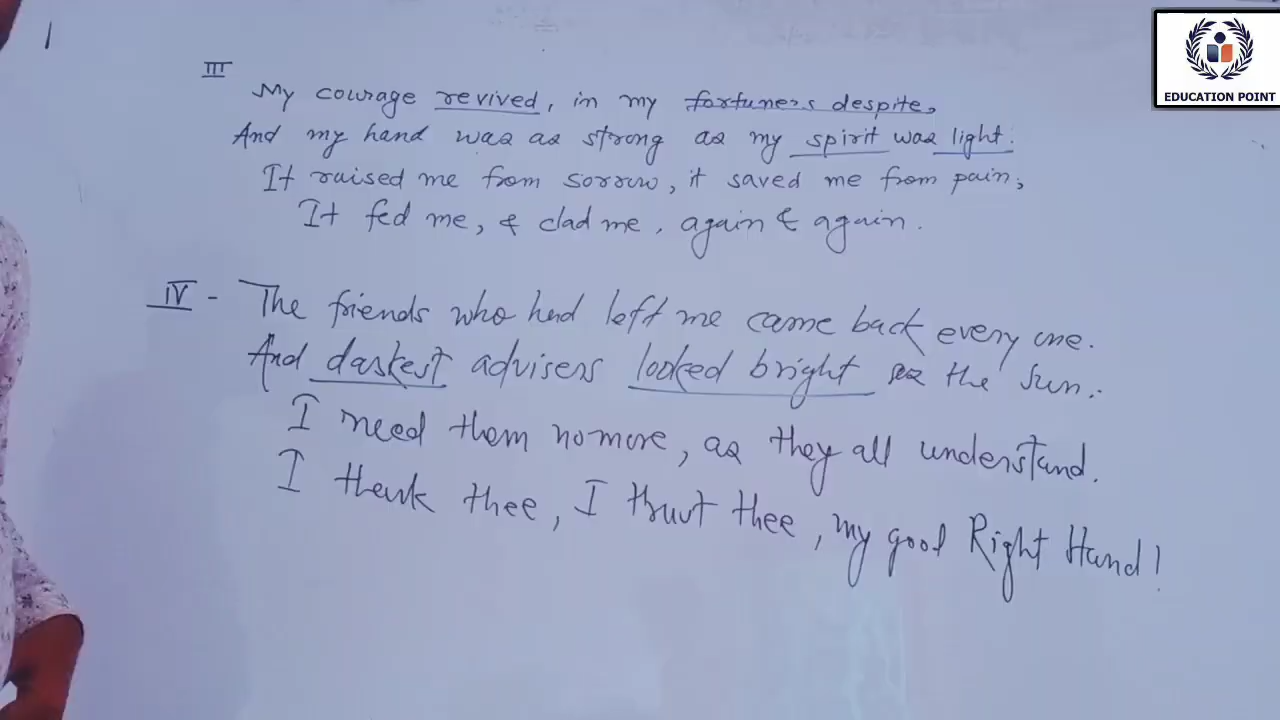 III
My courage revived, in my fortune's despite,
And my hand was as strong as my spirit was light:
It raised me from sorrow, it saved me from pain;
It fed me, & clad me, again & again.
IV - The friends who had left me came back every one.
And darkest advisers looked bright as the sun.
I need them no more, as they all understand.
I thank thee, I trust thee, my good Right Hand!
EDUCATION POINT